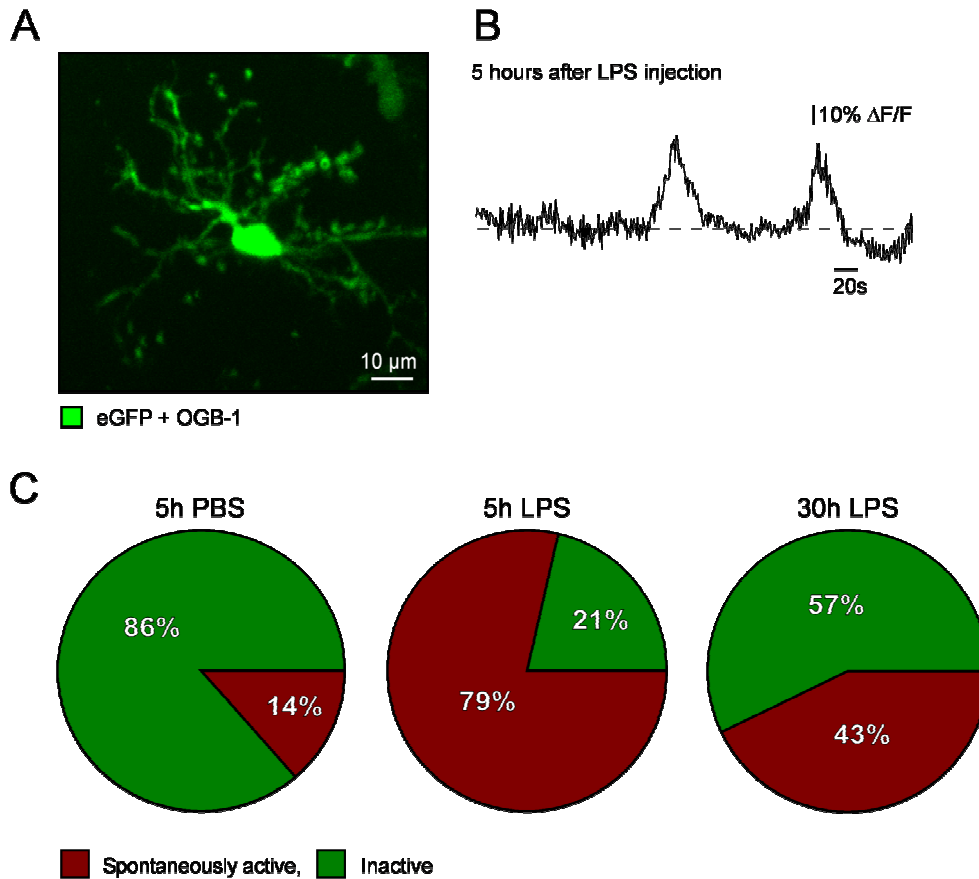 A
10 µm
eGFP + OGB-1
B
5 hours after LPS injection
10% ΔF/F
20s
C
5h PBS
86%
14%
5h LPS
21%
79%
30h LPS
57%
43%
Spontaneously active, Inactive